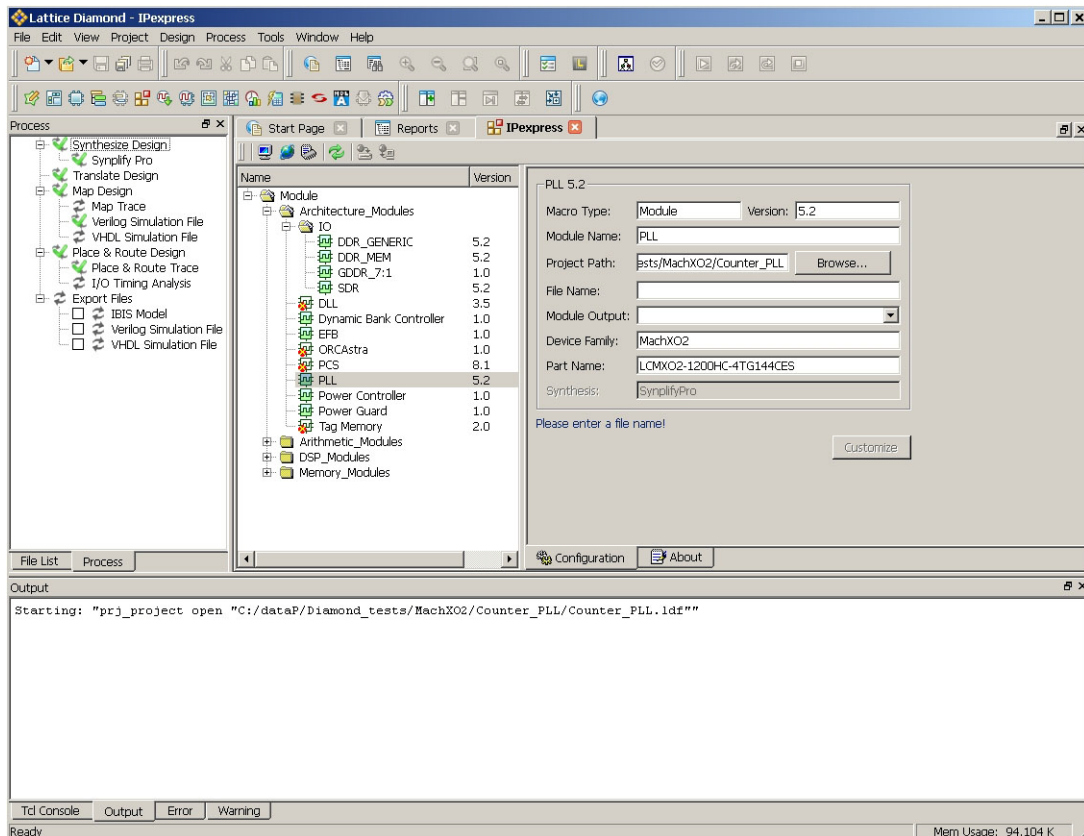 Lattice Diamond - IPexpress
File Edit View Project Design Process Tools Window Help
Process
Start Page
Reports
IPexpress
Synthesize Design
Synplify Pro
Translate Design
Map Design
Map Trace
Verilog Simulation File
VHDL Simulation File
Place & Route Design
Place & Route Trace
I/O Timing Analysis
Export Files
IBIS Model
Verilog Simulation File
VHDL Simulation File
File List
Process
Name Version
Module
Architecture_Modules
IO
DDR_GENERIC 5.2
DDR_MEM 5.2
GDDR_7:1 1.0
SDR 5.2
DLL 3.5
Dynamic Bank Controller 1.0
EFB 1.0
ORCAstra 1.0
PCS 8.1
PLL 5.2
Power Controller 1.0
Power Guard 1.0
Tag Memory 2.0
Arithmetic_Modules
DSP_Modules
Memory_Modules
PLL 5.2
Macro Type: Module Version: 5.2
Module Name: PLL
Project Path: ests/MachXO2/Counter_PLL Browse...
File Name:
Module Output:
Device Family: MachXO2
Part Name: LCMXO2-1200HC-4TG144CES
Synthesis: SynplifyPro
Please enter a file name!
Customize
Configuration
About
Output
Starting: "prj_project open "C:/dataP/Diamond_tests/MachXO2/Counter_PLL/Counter_PLL.ldf""
Tcl Console
Output
Error
Warning
Ready
Mem Usage: 94,104 K